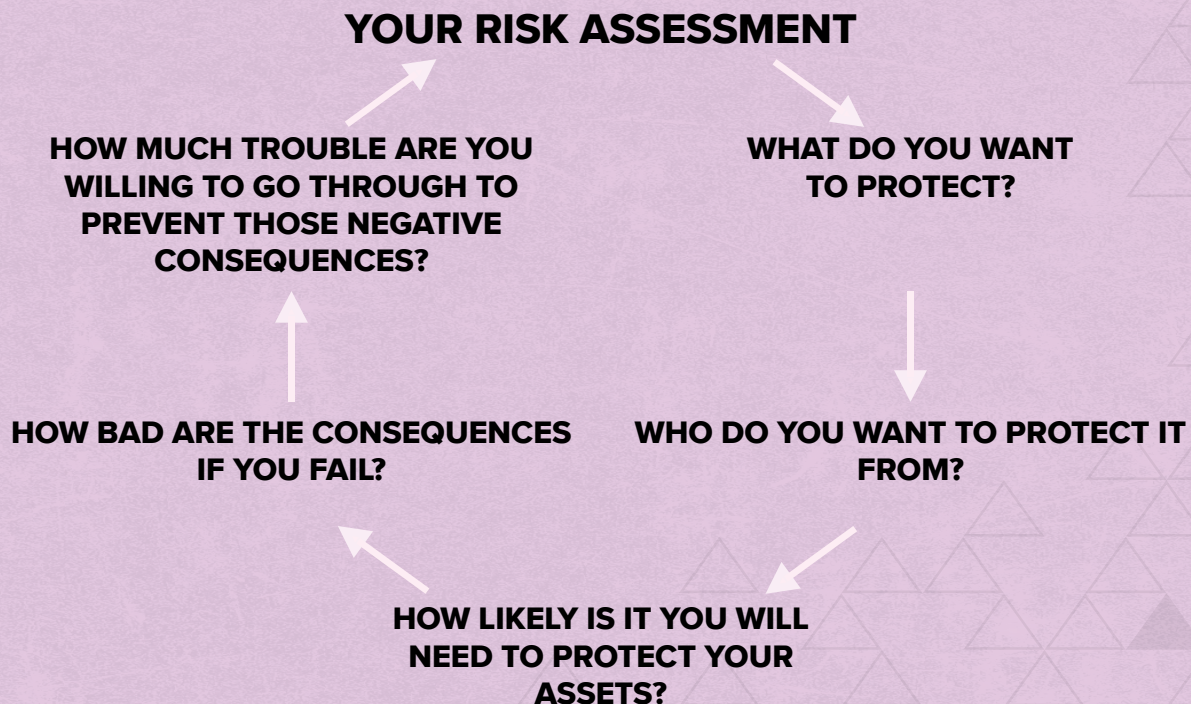 YOUR RISK ASSESSMENT
WHAT DO YOU WANT
TO PROTECT?
WHO DO YOU WANT TO PROTECT IT
FROM?
HOW LIKELY IS IT YOU WILL
NEED TO PROTECT YOUR
ASSETS?
HOW BAD ARE THE CONSEQUENCES
IF YOU FAIL?
HOW MUCH TROUBLE ARE YOU
WILLING TO GO THROUGH TO
PREVENT THOSE NEGATIVE
CONSEQUENCES?